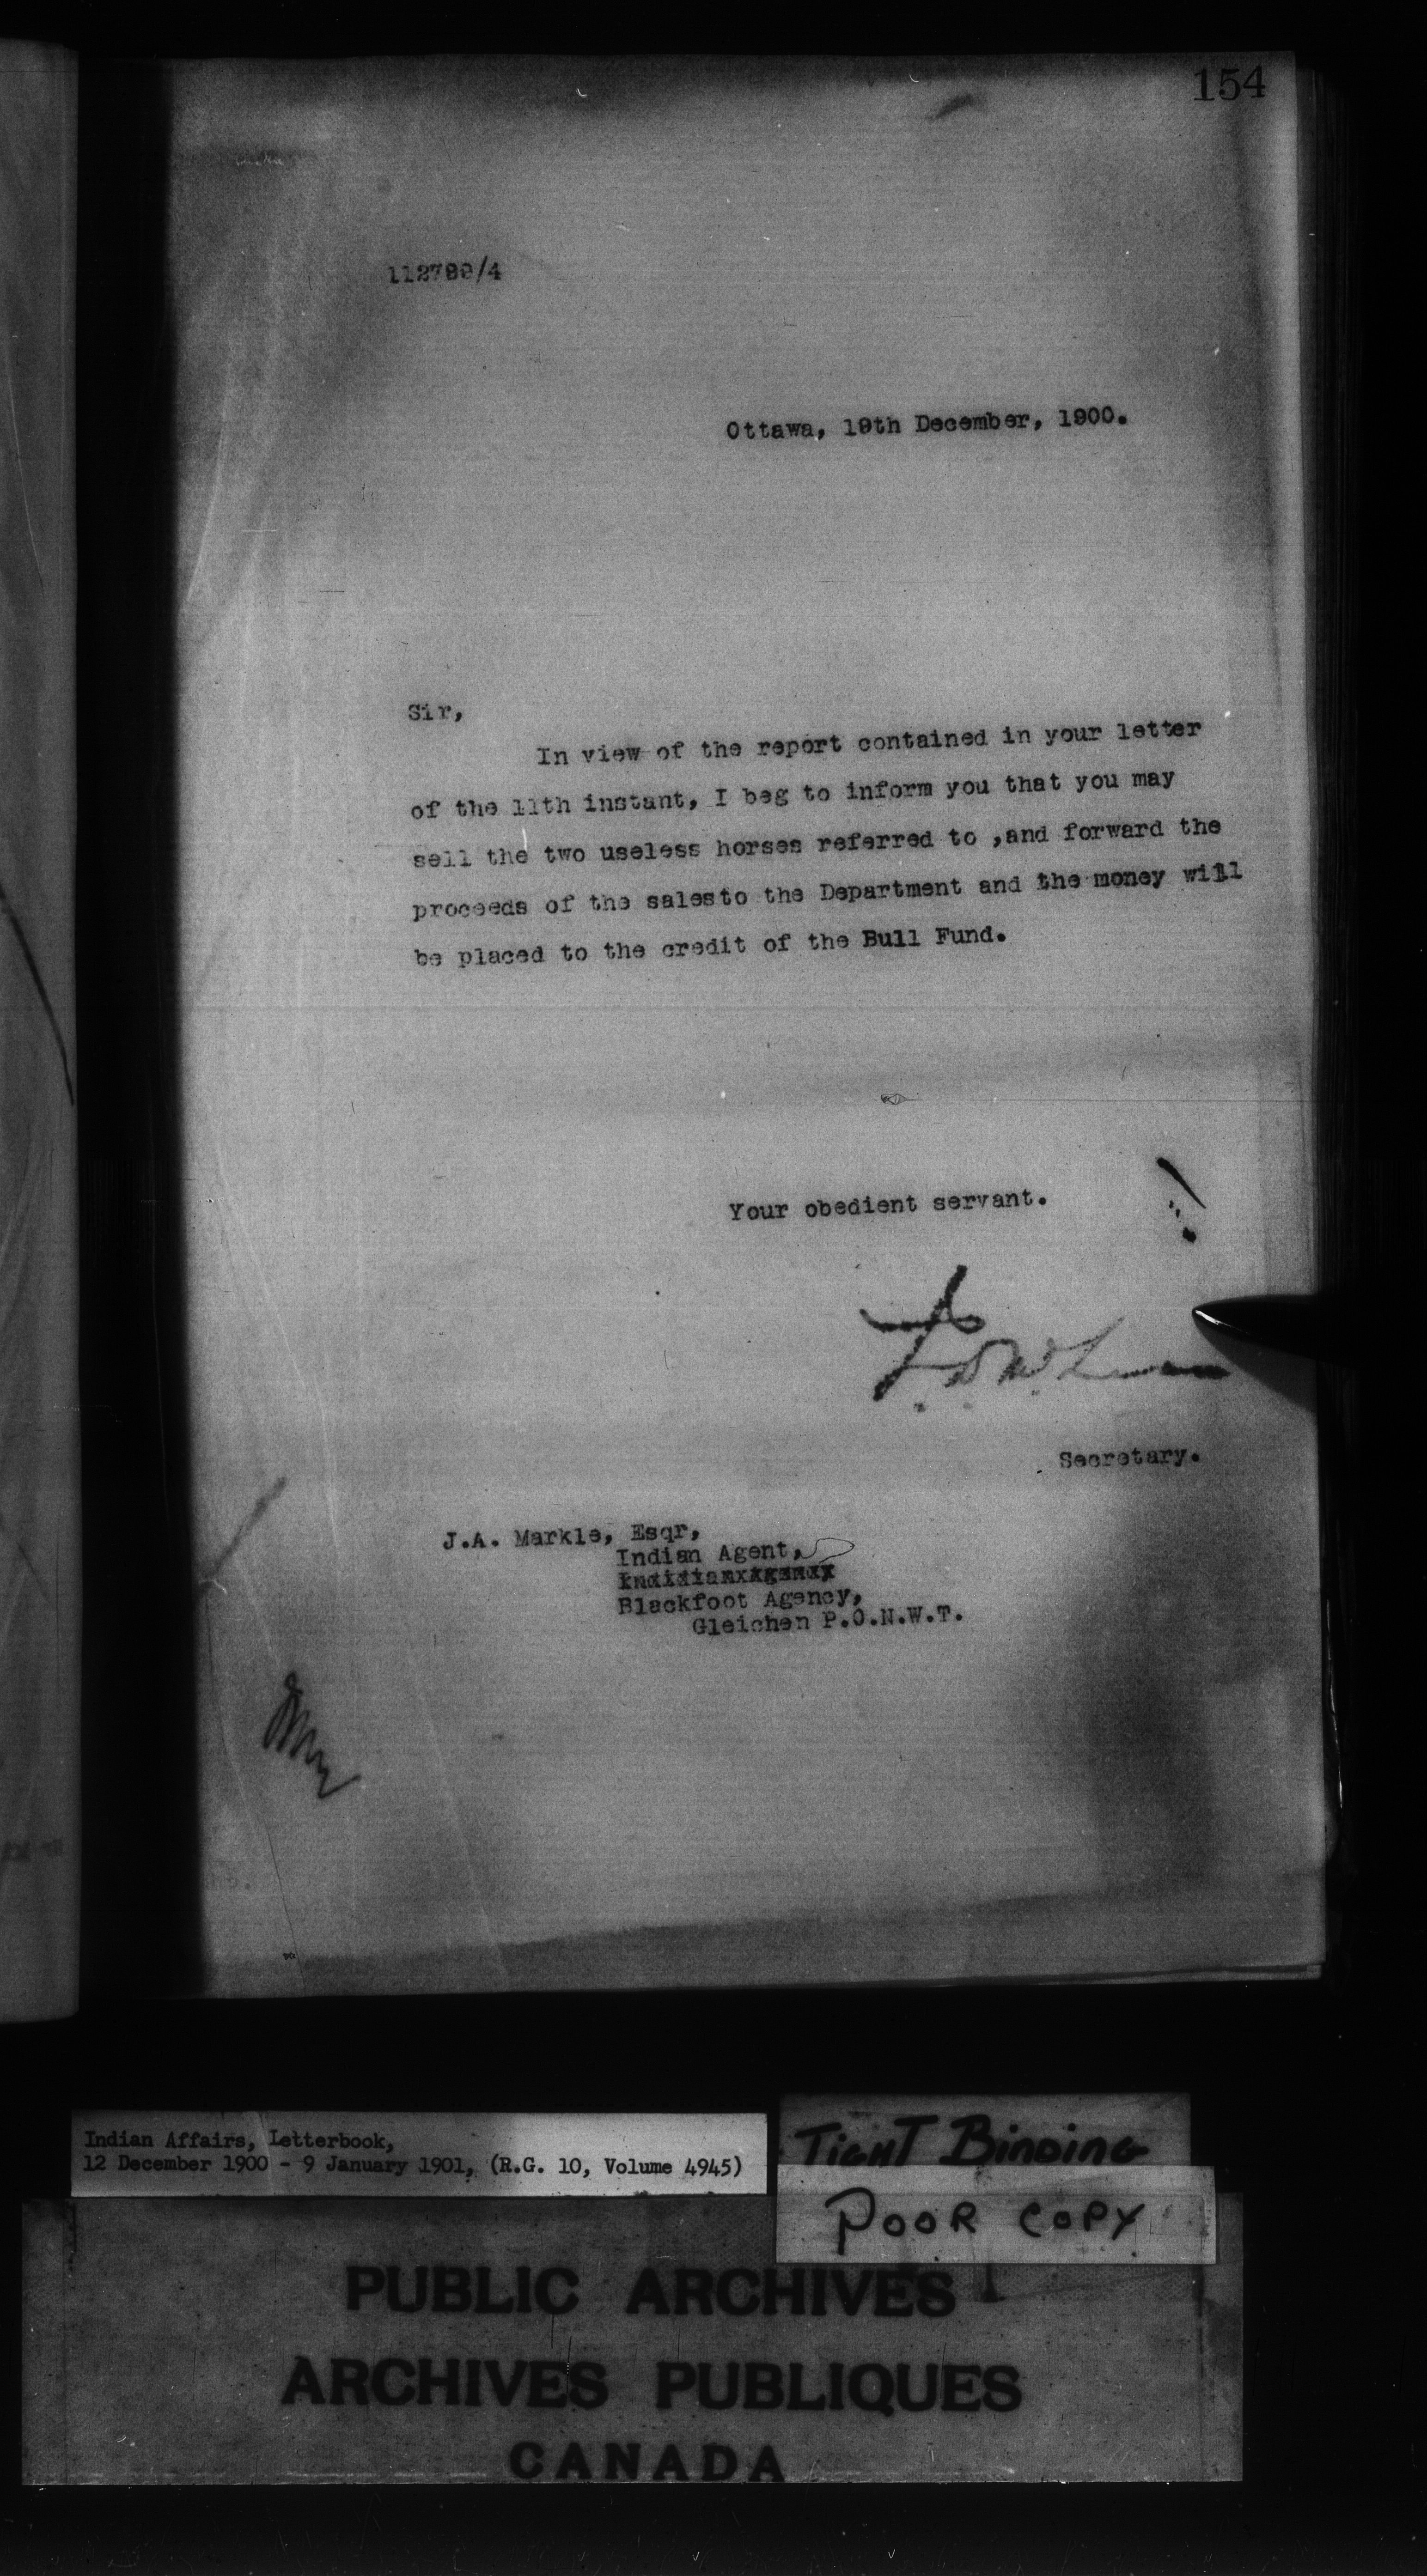 154
112789/4
Ottawa, 19th December, 1900.
Sir,
In view of the report contained in your letter
of the 11th instant, I beg to inform you that you may
sell the two useless horses referred to ,and forward the
proceeds of the salesto the Department and the money will
be placed to the credit of the Bull Fund.
Your obedient servant.
Secretary.
J.A. Markle, Esqr,
Indian Agent,
Blackfoot Agency,
Gleichen P.O.N.W.T.
Indian Affairs, Letterbook,
12 December 1900 - 9 January 1901, (R.G. 10, Volume 4945)
TIGHT BINDING
POOR COPY
PUBLIC ARCHIVES
ARCHIVES PUBLIQUES
CANADA